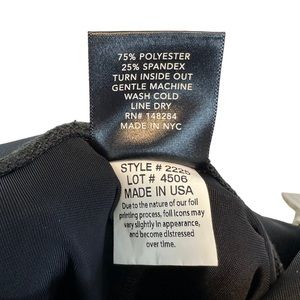 75% POLYESTER
25% SPANDEX
TURN INSIDE OUT
GENTLE MACHINE
WASH COLD
LINE DRY
RN# 148284
MADE IN NYC
STYLE # 2225
LOT # 4506
MADE IN USA
Due to the nature of our foil
printing process, foil icons may
vary slightly in appearance,
and become distressed
over time.